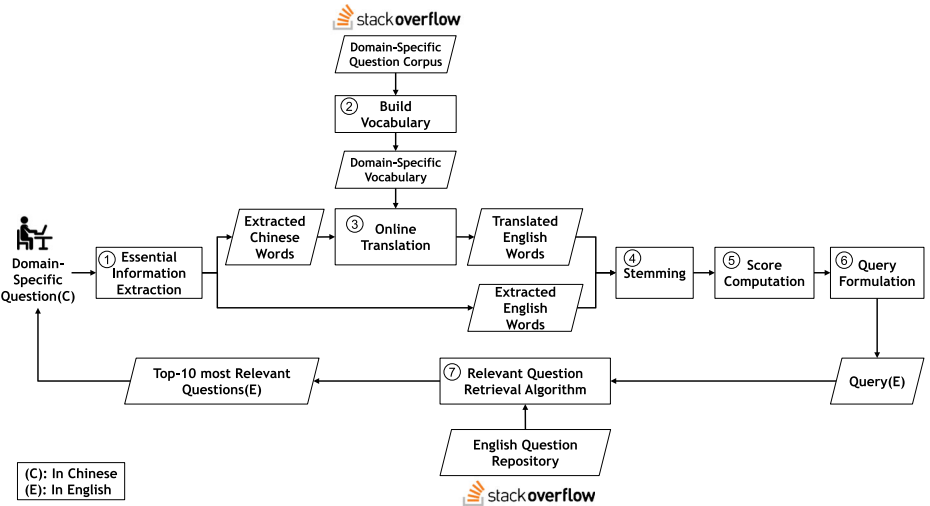 stackoverflow
Domain-Specific
Question Corpus
② Build
Vocabulary
Domain-Specific
Vocabulary
Extracted
Chinese
Words
③ Online
Translation
Translated
English
Words
Domain-
Specific
Question(C)
① Essential
Information
Extraction
Extracted
English
Words
④
Stemming
⑤ Score
Computation
⑥ Query
Formulation
Top-10 most Relevant
Questions(E)
⑦ Relevant Question
Retrieval Algorithm
Query(E)
English Question
Repository
stackoverflow
(C): In Chinese
(E): In English